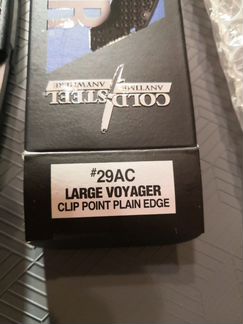 COLD STEEL
ANYTIME
ANYWHERE
#29AC
LARGE VOYAGER
CLIP POINT PLAIN EDGE